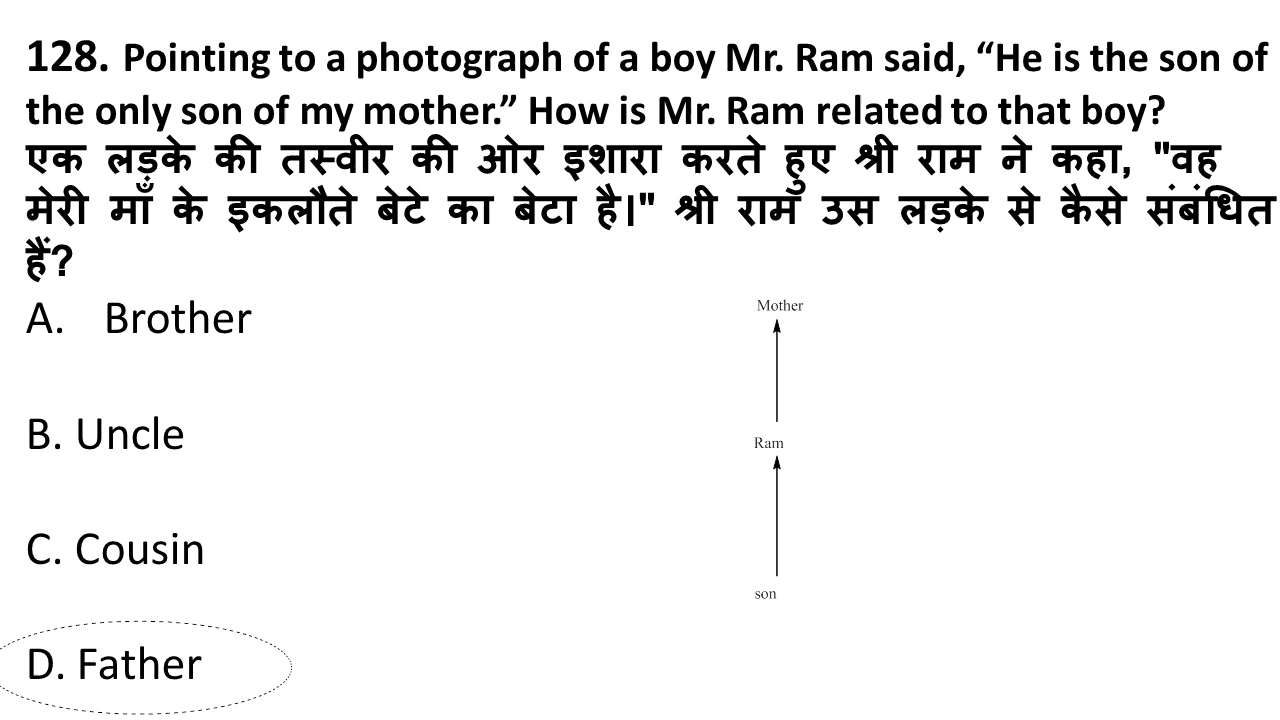 128. Pointing to a photograph of a boy Mr. Ram said, “He is the son of
the only son of my mother.” How is Mr. Ram related to that boy?
एक लड़के की तस्वीर की ओर इशारा करते हुए श्री राम ने कहा, "वह
मेरी माँ के इकलौते बेटे का बेटा है।" श्री राम उस लड़के से कैसे संबंधित
हैं?
A. Brother
B. Uncle
C. Cousin
D. Father
Mother
Ram
son